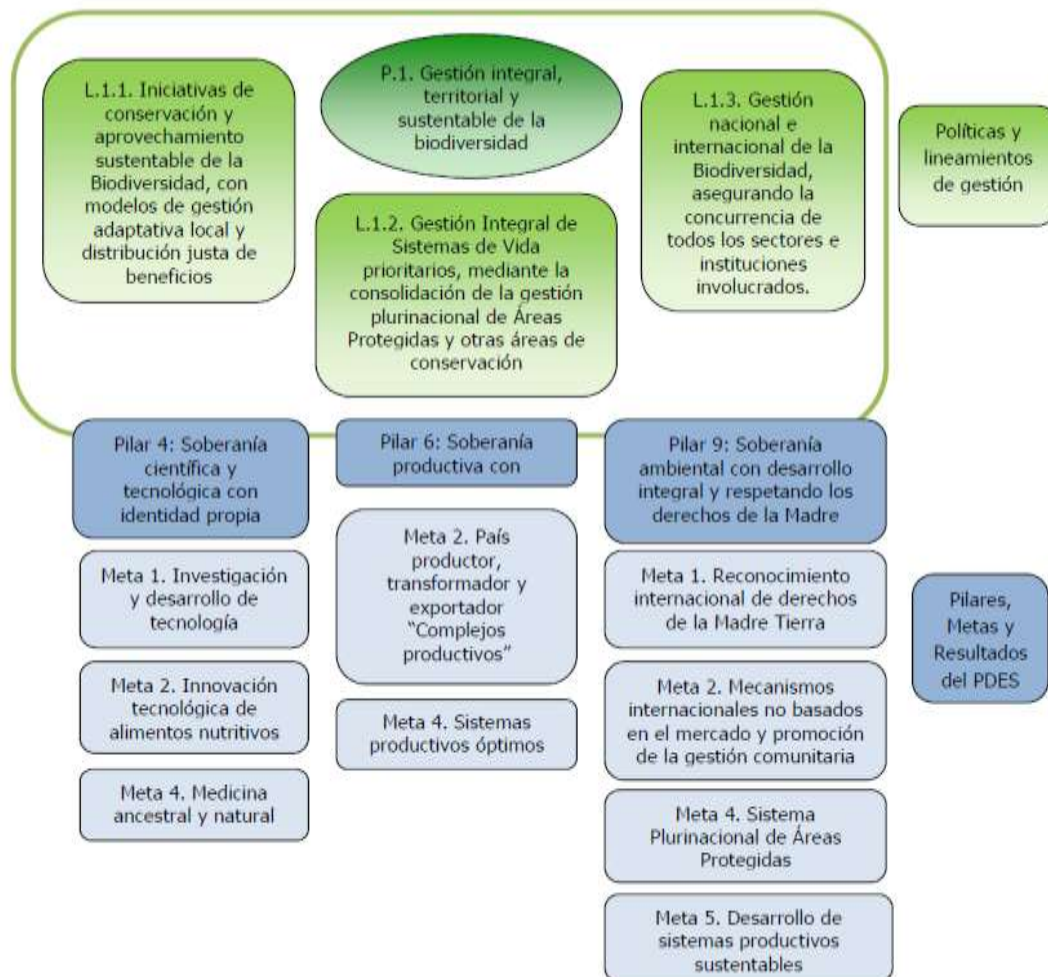 L.1.1. Iniciativas de
conservación y
aprovechamiento
sustentable de la
Biodiversidad, con
modelos de gestión
adaptativa local y
distribución justa de
beneficios
P.1. Gestión integral,
territorial y
sustentable de la
biodiversidad
L.1.2. Gestión Integral de
Sistemas de Vida
prioritarios, mediante la
consolidación de la gestión
plurinacional de Áreas
Protegidas y otras áreas de
conservación
L.1.3. Gestión
nacional e
internacional de la
Biodiversidad,
asegurando la
concurrencia de
todos los sectores e
instituciones
involucrados.
Políticas y
lineamientos
de gestión
Pilar 4: Soberanía
científica y
tecnológica con
identidad propia
Meta 1. Investigación
y desarrollo de
tecnología
Meta 2. Innovación
tecnológica de
alimentos nutritivos
Meta 4. Medicina
ancestral y natural
Pilar 6: Soberanía
productiva con
Meta 2. País
productor,
transformador y
exportador
“Complejos
productivos”
Meta 4. Sistemas
productivos óptimos
Pilar 9: Soberanía
ambiental con desarrollo
integral y respetando los
derechos de la Madre
Meta 1. Reconocimiento
internacional de derechos
de la Madre Tierra
Meta 2. Mecanismos
internacionales no basados
en el mercado y promoción
de la gestión comunitaria
Meta 4. Sistema
Plurinacional de Áreas
Protegidas
Meta 5. Desarrollo de
sistemas productivos
sustentables
Pilares,
Metas y
Resultados
del PDES